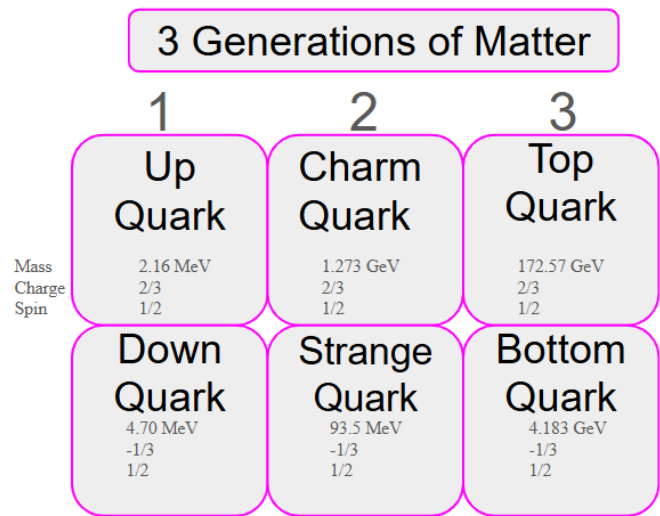 3 Generations of Matter
1 2 3
Up Charm Top
Quark Quark Quark
Mass 2.16 MeV 1.273 GeV 172.57 GeV
Charge 2/3 2/3 2/3
Spin 1/2 1/2 1/2
Down Strange Bottom
Quark Quark Quark
4.70 MeV 93.5 MeV 4.183 GeV
-1/3 -1/3 -1/3
1/2 1/2 1/2